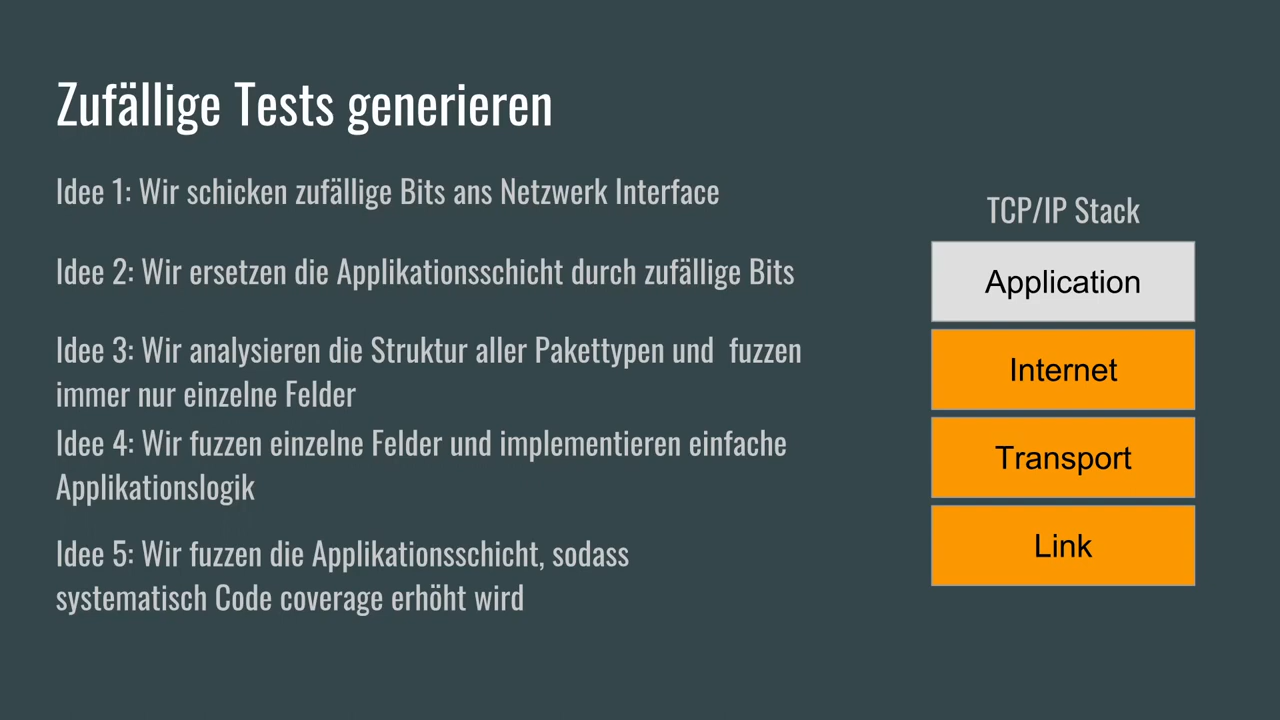 Zufällige Tests generieren
Idee 1: Wir schicken zufällige Bits ans Netzwerk Interface
Idee 2: Wir ersetzen die Applikationsschicht durch zufällige Bits
Idee 3: Wir analysieren die Struktur aller Pakettypen und  fuzzen
immer nur einzelne Felder
Idee 4: Wir fuzzen einzelne Felder und implementieren einfache
Applikationslogik
Idee 5: Wir fuzzen die Applikationsschicht, sodass
systematisch Code coverage erhöht wird
TCP/IP Stack
Application
Internet
Transport
Link